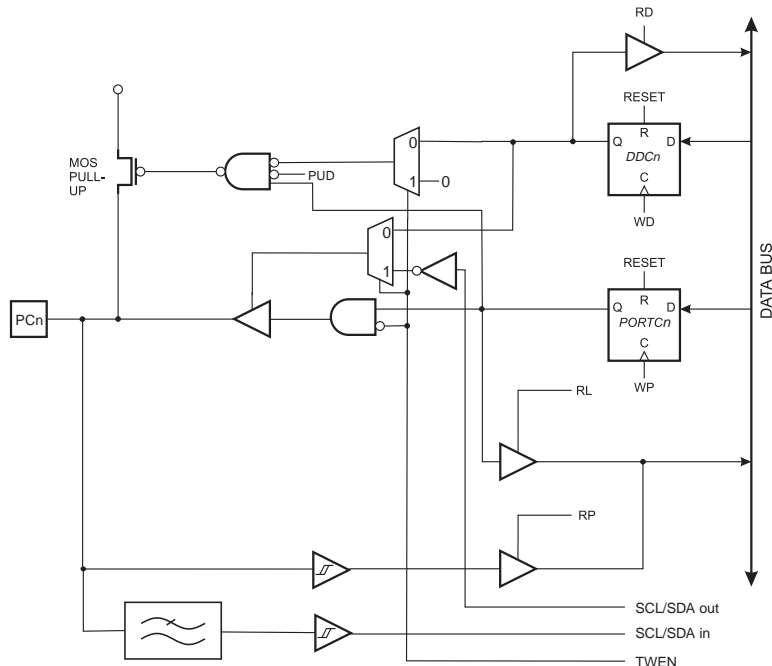 RD
RESET
R
Q
D
DDCn
C
WD
0
1
0
MOS
PULL-
UP
PUD
0
1
RESET
R
Q
D
PORTCn
C
WP
DATA BUS
PCn
RL
RP
SCL/SDA out
SCL/SDA in
TWEN